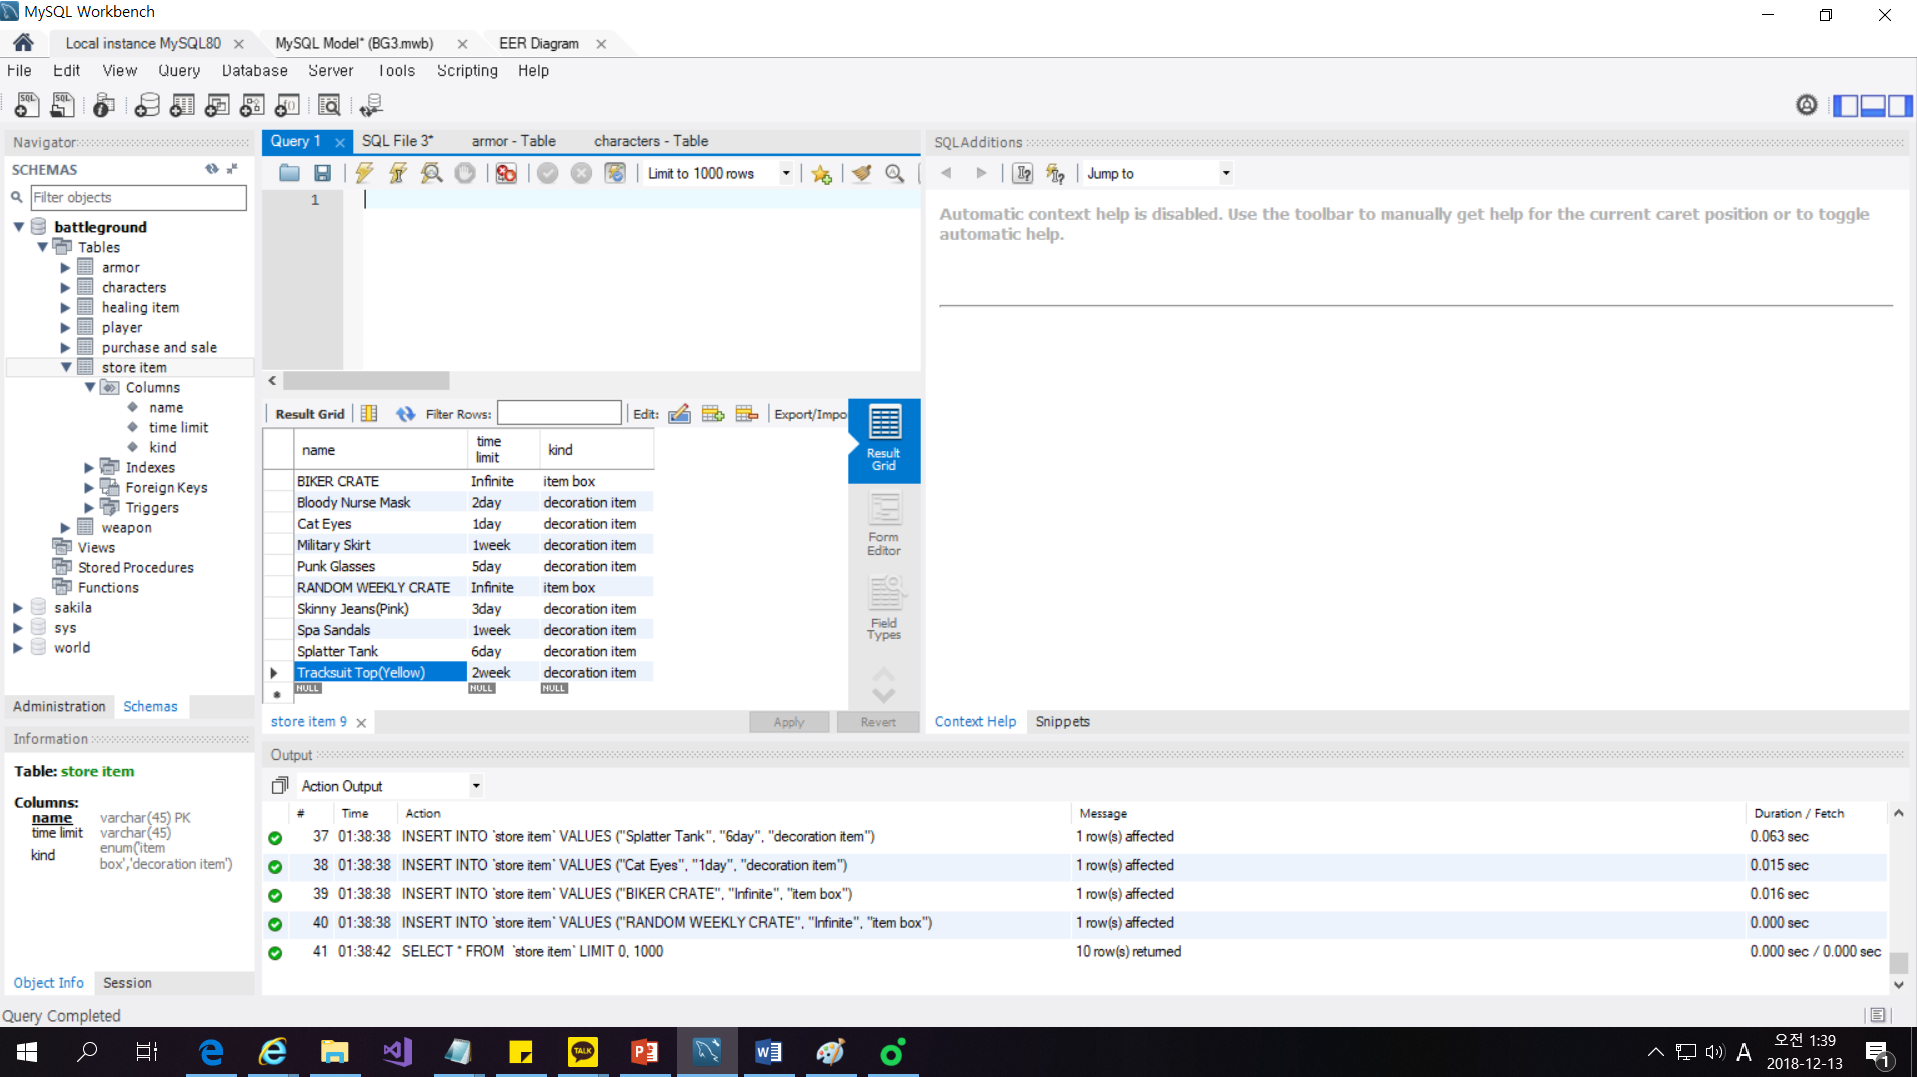 MySQL Workbench
Local instance MySQL80
MySQL Model* (BG3.mwb)
EER Diagram
File Edit View Query Database Server Tools Scripting Help
Navigator
SCHEMAS
Filter objects
battleground
Tables
armor
characters
healing item
player
purchase and sale
store item
Columns
name
time limit
kind
Indexes
Foreign Keys
Triggers
weapon
Views
Stored Procedures
Functions
sakila
sys
world
Administration Schemas
Information
Table: store item
Columns:
name varchar(45) PK
time limit varchar(45)
kind enum('item
box','decoration item')
Object Info Session
Query Completed
Query 1 SQL File 3* armor - Table characters - Table
Limit to 1000 rows
1
Result Grid Filter Rows: Edit: Export/Impo
name time limit kind
BIKER CRATE Infinite item box
Bloody Nurse Mask 2day decoration item
Cat Eyes 1day decoration item
Military Skirt 1week decoration item
Punk Glasses 5day decoration item
RANDOM WEEKLY CRATE Infinite item box
Skinny Jeans(Pink) 3day decoration item
Spa Sandals 1week decoration item
Splatter Tank 6day decoration item
Tracksuit Top(Yellow) 2week decoration item
NULL NULL NULL
Result
Grid
Form
Editor
Field
Types
store item 9 Apply Revert
SQLAdditions
Jump to
Automatic context help is disabled. Use the toolbar to manually get help for the current caret position or to toggle
automatic help.
Context Help Snippets
Output
Action Output
# Time Action Message Duration / Fetch
37 01:38:38 INSERT INTO `store item` VALUES ("Splatter Tank", "6day", "decoration item") 1 row(s) affected 0.063 sec
38 01:38:38 INSERT INTO `store item` VALUES ("Cat Eyes", "1day", "decoration item") 1 row(s) affected 0.015 sec
39 01:38:38 INSERT INTO `store item` VALUES ("BIKER CRATE", "Infinite", "item box") 1 row(s) affected 0.016 sec
40 01:38:38 INSERT INTO `store item` VALUES ("RANDOM WEEKLY CRATE", "Infinite", "item box") 1 row(s) affected 0.000 sec
41 01:38:42 SELECT * FROM `store item` LIMIT 0, 1000 10 row(s) returned 0.000 sec / 0.000 sec
TALK
A
오전 1:39
2018-12-13
1